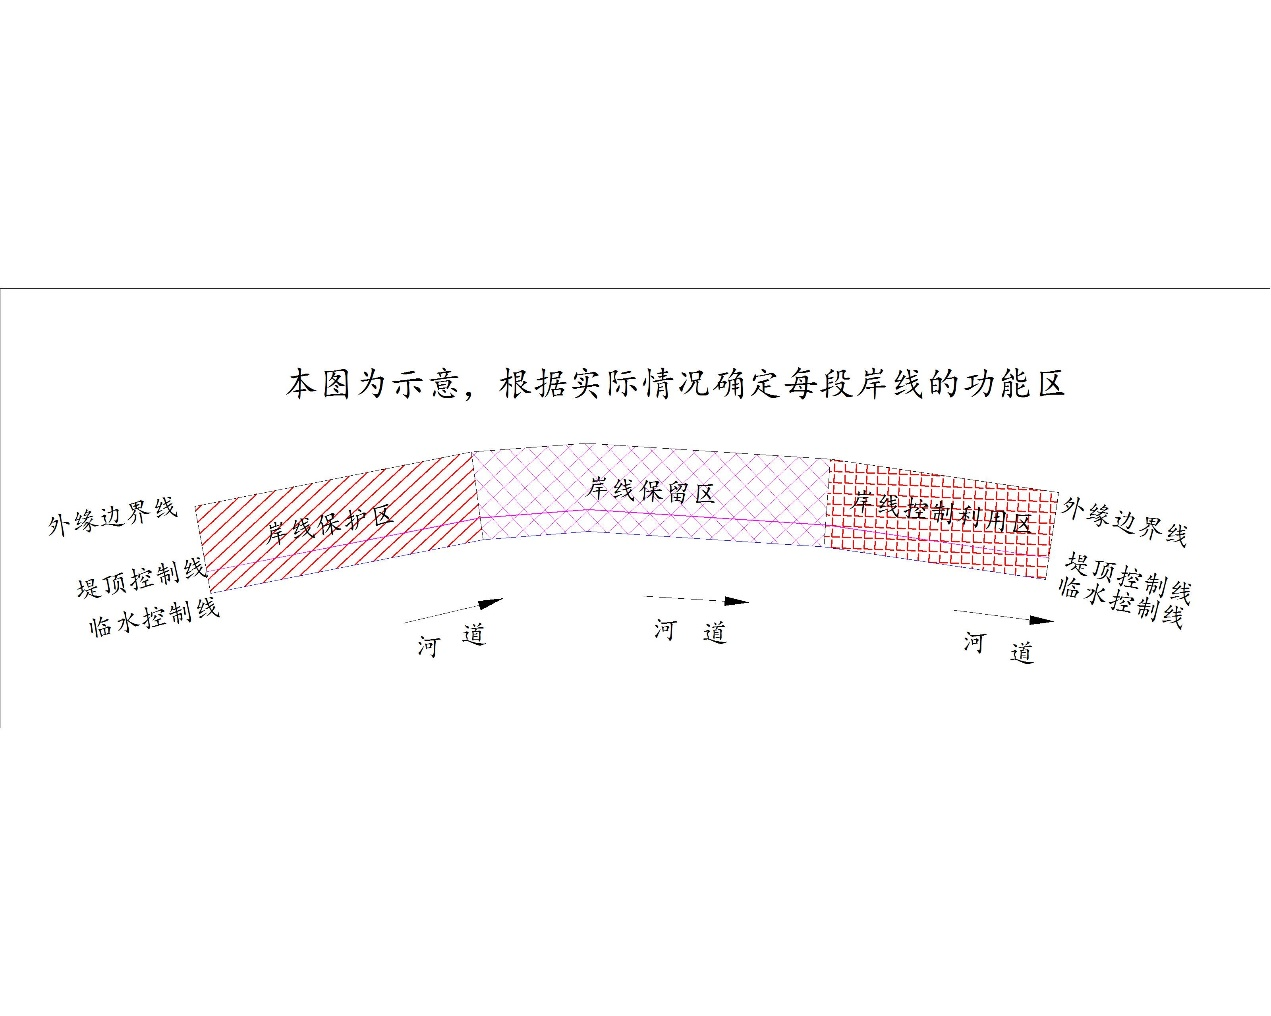 本图为示意，根据实际情况确定每段岸线的功能区
外缘边界线
堤顶控制线
临水控制线
岸线保护区
岸线保留区
岸线控制利用区
外缘边界线
堤顶控制线
临水控制线
河 道
河 道
河 道